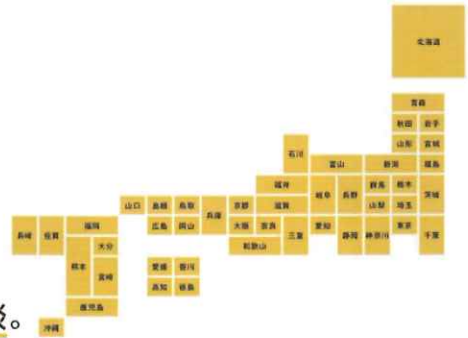 北海道
青森
秋田 岩手
山形 宮城
石川 富山 新潟 福島
福井 岐阜 長野 群馬 栃木 茨城
山口 島根 鳥取 兵庫 京都 滋賀 山梨 埼玉
長崎 佐賀 福岡 広島 岡山 大阪 奈良 三重 愛知 静岡 神奈川 東京 千葉
熊本 大分 和歌山
宮崎 愛媛 香川
高知 徳島
鹿児島
沖縄
。